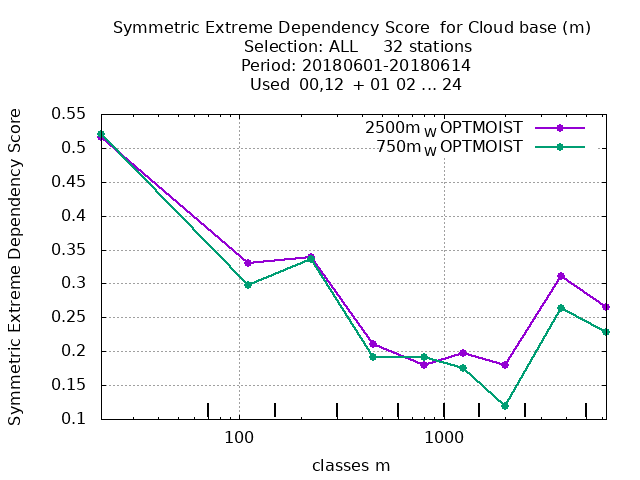 Symmetric Extreme Dependency Score  for Cloud base (m)
Selection: ALL     32 stations
Period: 20180601-20180614
Used  00,12  + 01 02 ... 24
2500m W OPTMOIST
750m W OPTMOIST
Symmetric Extreme Dependency Score
0.55
0.5
0.45
0.4
0.35
0.3
0.25
0.2
0.15
0.1
100
1000
classes m